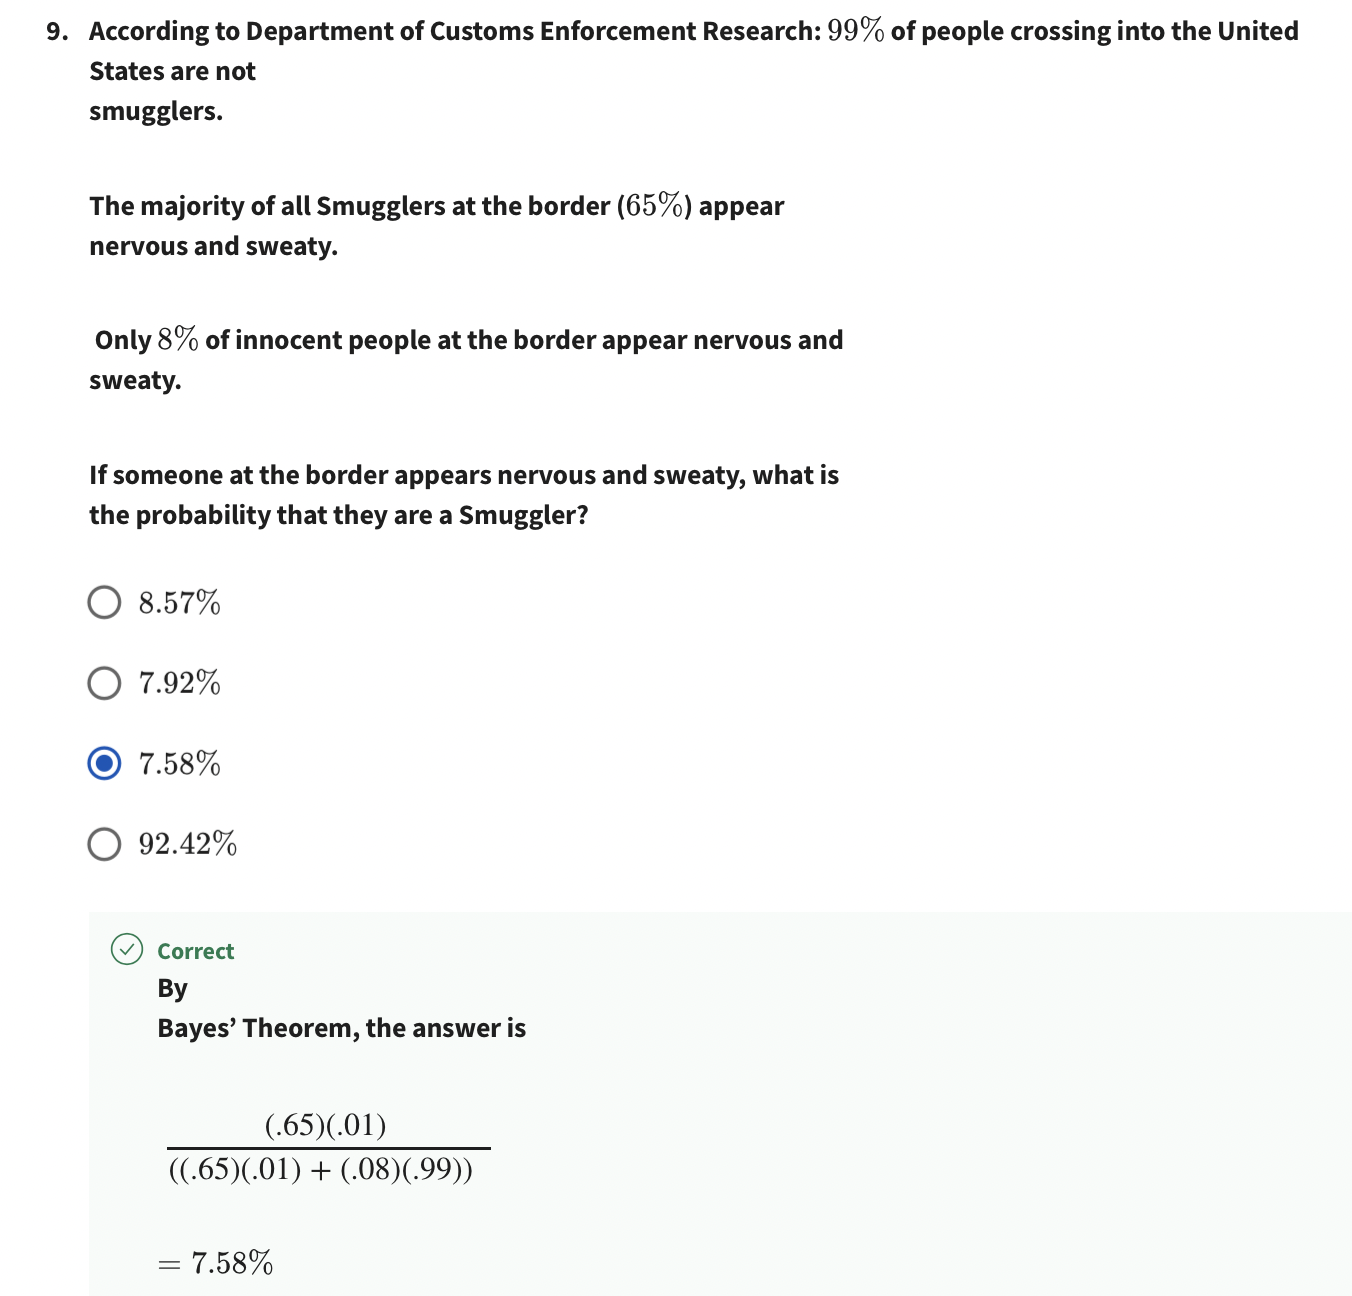 9. According to Department of Customs Enforcement Research: 99% of people crossing into the United
States are not
smugglers.
The majority of all Smugglers at the border (65%) appear
nervous and sweaty.
Only 8% of innocent people at the border appear nervous and
sweaty.
If someone at the border appears nervous and sweaty, what is
the probability that they are a Smuggler?
8.57%
7.92%
7.58%
92.42%
Correct
By
Bayes’ Theorem, the answer is
(.65)(.01)
((.65)(.01) + (.08)(.99))
= 7.58%